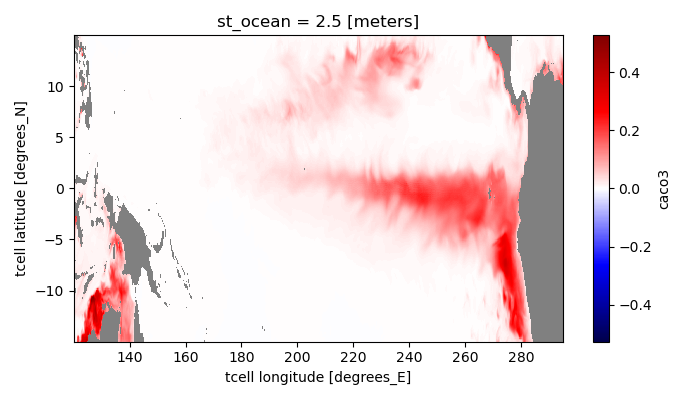 st_ocean = 2.5 [meters]
10
5
0
−5
−10
tcell latitude [degrees_N]
140 160 180 200 220 240 260 280
tcell longitude [degrees_E]
0.4
0.2
0.0
−0.2
−0.4
caco3